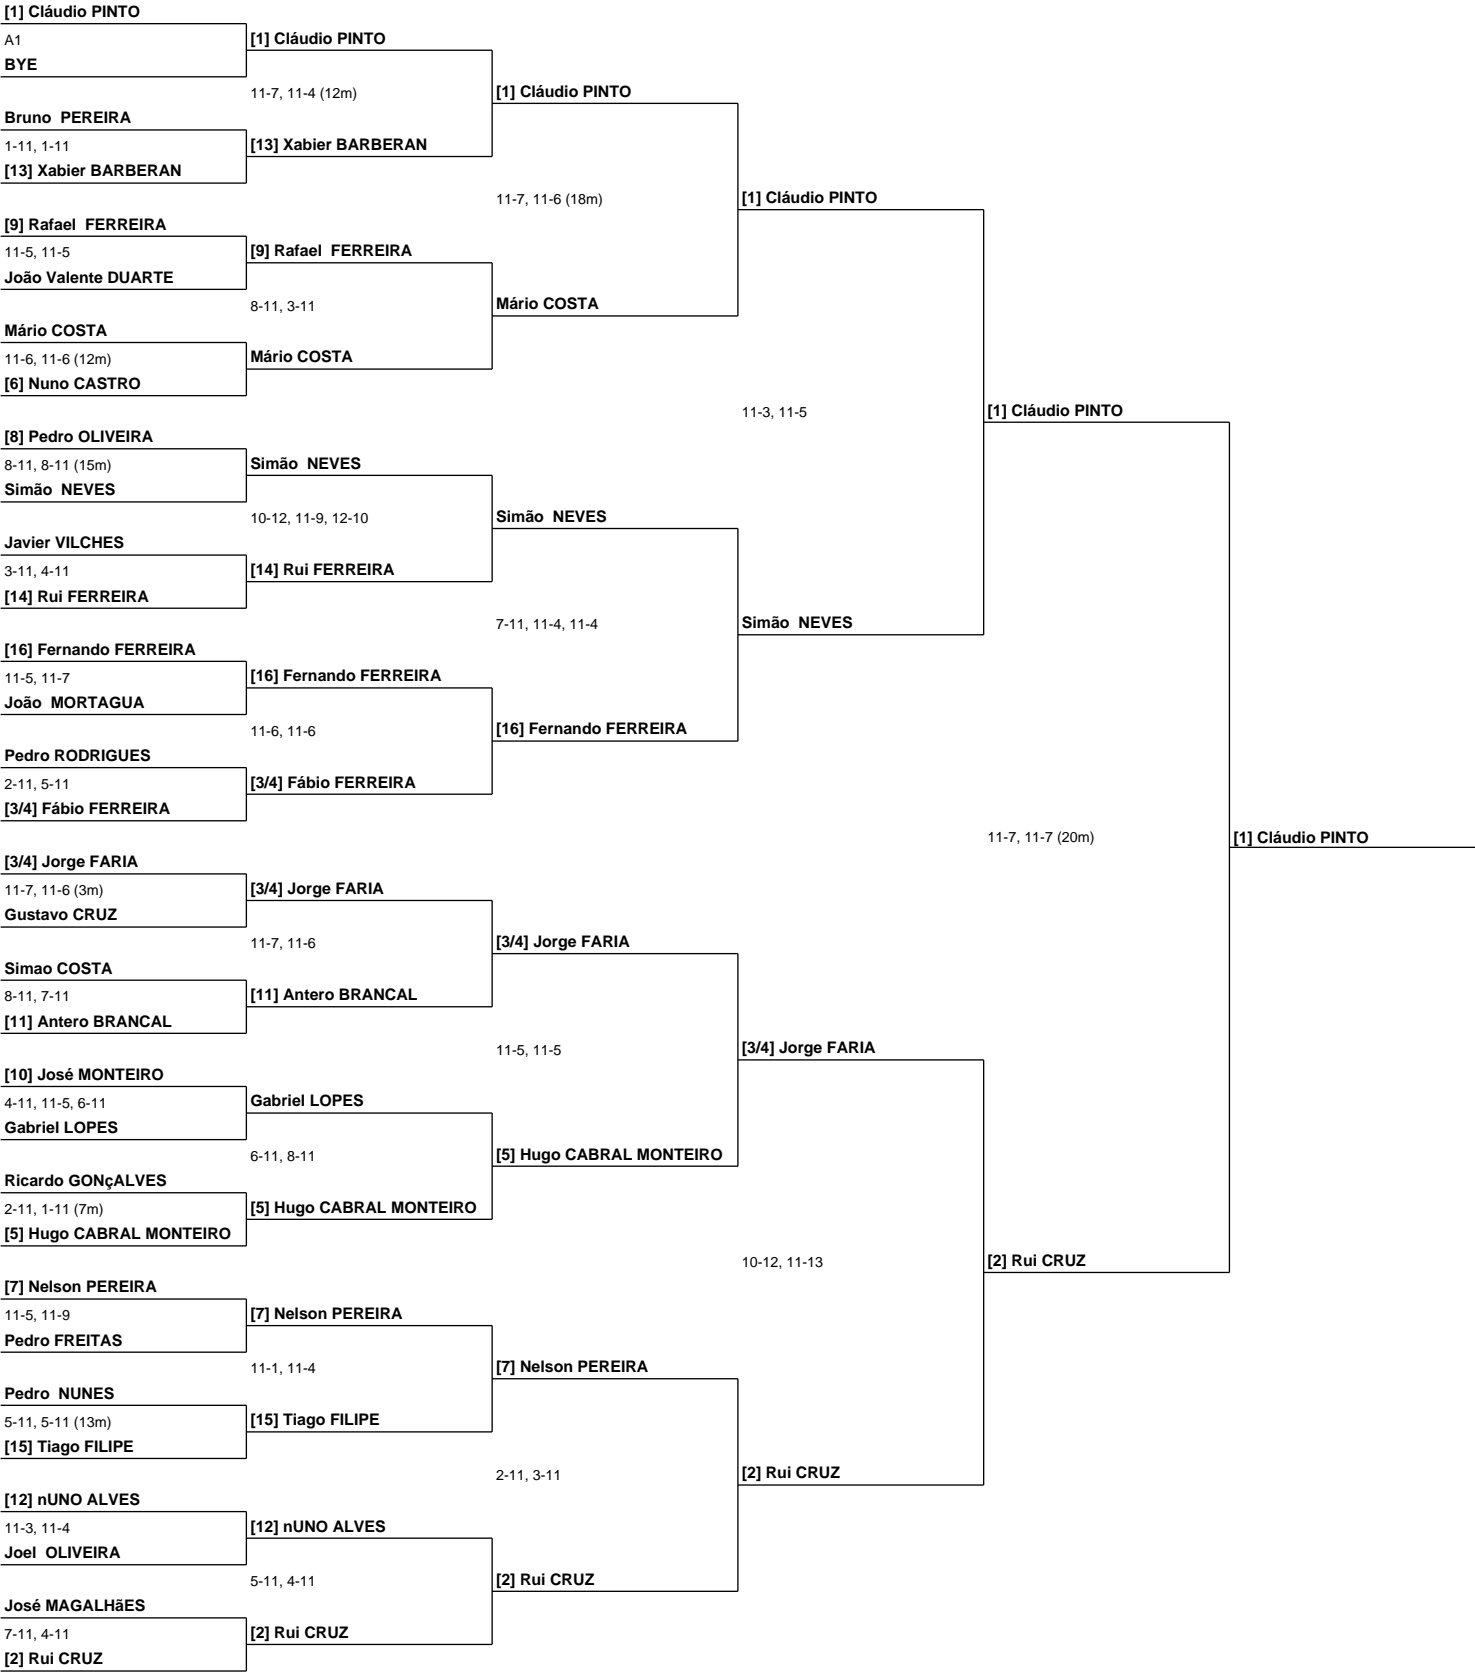 [1] Cláudio PINTO
A1
BYE
Bruno  PEREIRA
1-11, 1-11
[13] Xabier BARBERAN
[9] Rafael  FERREIRA
11-5, 11-5
João Valente DUARTE
Mário COSTA
11-6, 11-6 (12m)
[6] Nuno CASTRO
[8] Pedro OLIVEIRA
8-11, 8-11 (15m)
Simão  NEVES
Javier VILCHES
3-11, 4-11
[14] Rui FERREIRA
[16] Fernando FERREIRA
11-5, 11-7
João  MORTAGUA
Pedro RODRIGUES
2-11, 5-11
[3/4] Fábio FERREIRA
[3/4] Jorge FARIA
11-7, 11-6 (3m)
Gustavo CRUZ
Simao COSTA
8-11, 7-11
[11] Antero BRANCAL
[10] José MONTEIRO
4-11, 11-5, 6-11
Gabriel LOPES
Ricardo GONçALVES
2-11, 1-11 (7m)
[5] Hugo CABRAL MONTEIRO
[7] Nelson PEREIRA
11-5, 11-9
Pedro FREITAS
Pedro  NUNES
5-11, 5-11 (13m)
[15] Tiago FILIPE
[12] nUNO ALVES
11-3, 11-4
Joel  OLIVEIRA
José MAGALHãES
7-11, 4-11
[2] Rui CRUZ
[1] Cláudio PINTO
11-7, 11-4 (12m)
[13] Xabier BARBERAN
[9] Rafael  FERREIRA
8-11, 3-11
Mário COSTA
Simão  NEVES
10-12, 11-9, 12-10
[14] Rui FERREIRA
[16] Fernando FERREIRA
11-6, 11-6
[3/4] Fábio FERREIRA
[3/4] Jorge FARIA
11-7, 11-6
[11] Antero BRANCAL
Gabriel LOPES
6-11, 8-11
[5] Hugo CABRAL MONTEIRO
[7] Nelson PEREIRA
11-1, 11-4
[15] Tiago FILIPE
[12] nUNO ALVES
5-11, 4-11
[2] Rui CRUZ
[1] Cláudio PINTO
11-7, 11-6 (18m)
Mário COSTA
Simão  NEVES
7-11, 11-4, 11-4
[16] Fernando FERREIRA
[3/4] Jorge FARIA
11-5, 11-5
[5] Hugo CABRAL MONTEIRO
[7] Nelson PEREIRA
2-11, 3-11
[2] Rui CRUZ
[1] Cláudio PINTO
11-3, 11-5
Simão  NEVES
[3/4] Jorge FARIA
10-12, 11-13
[2] Rui CRUZ
[1] Cláudio PINTO
11-7, 11-7 (20m)
[2] Rui CRUZ
[1] Cláudio PINTO